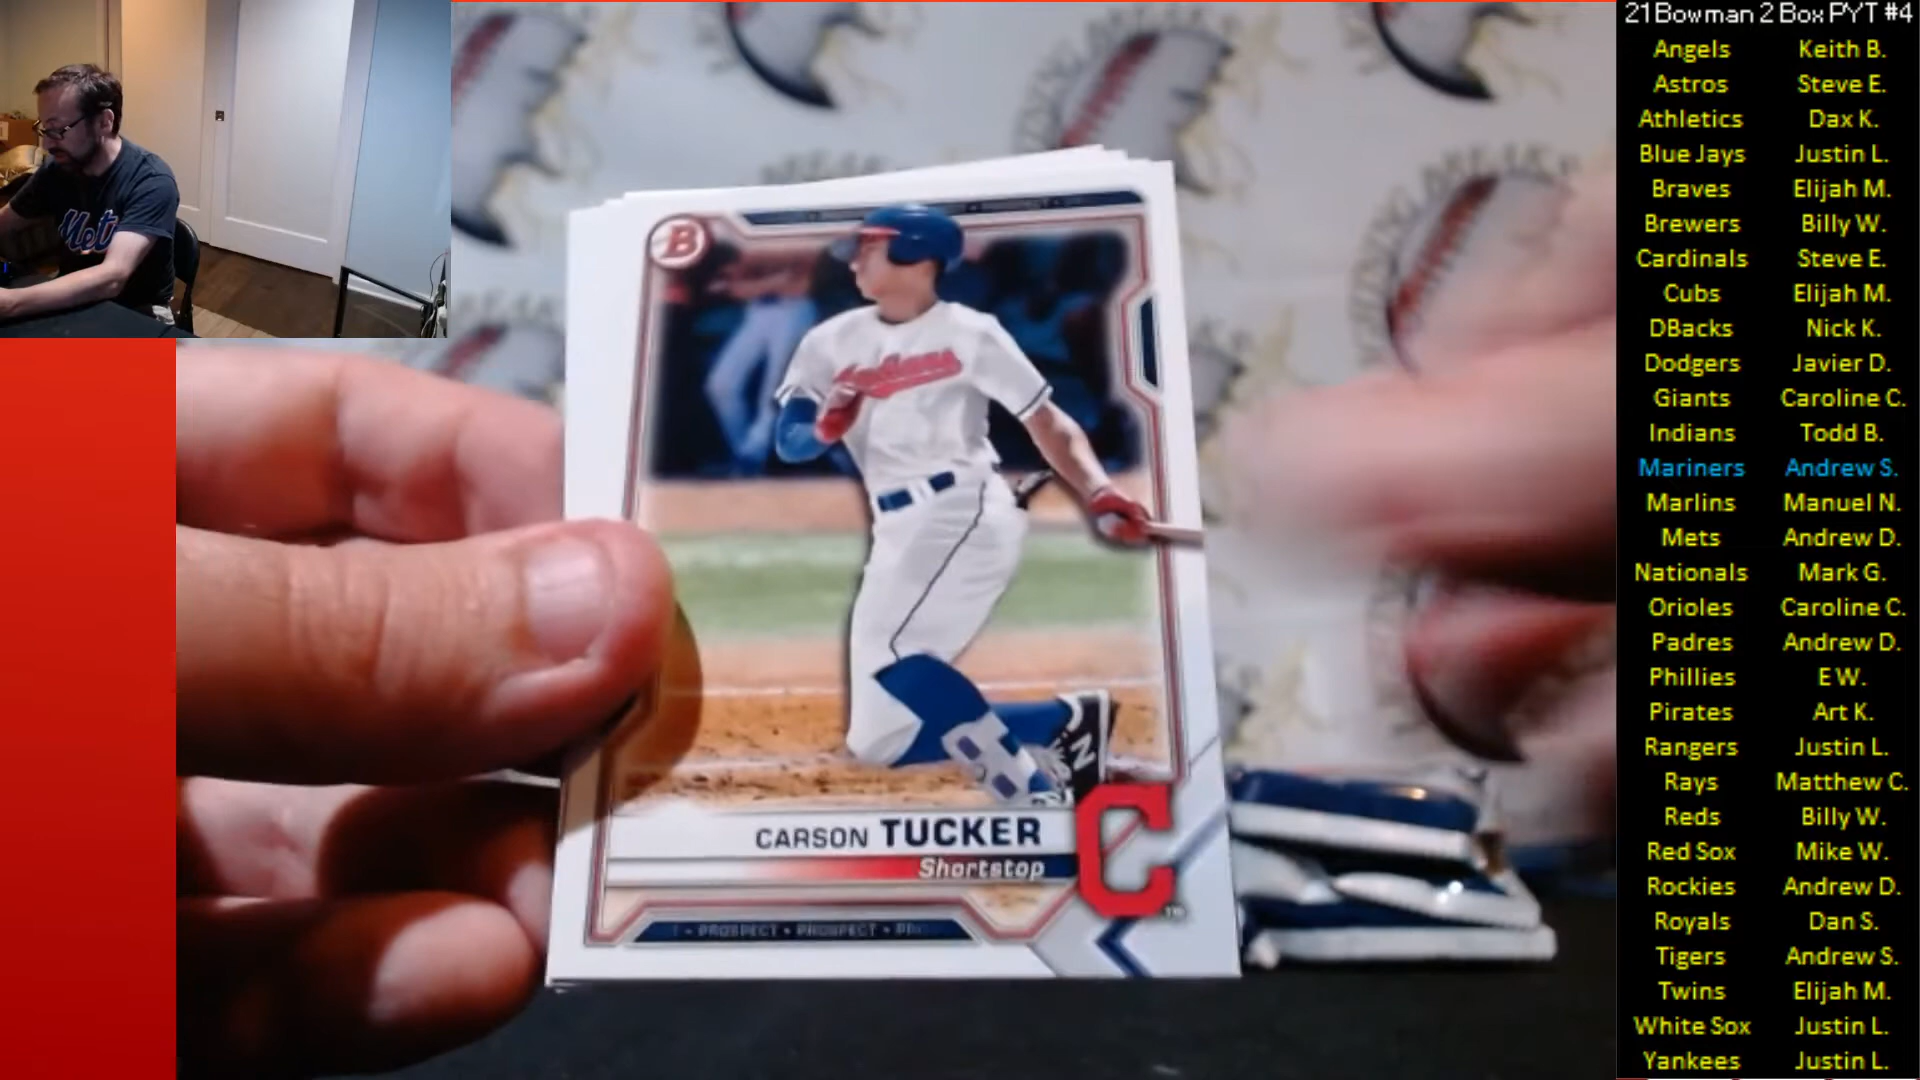 21 Bowman 2 Box PYT #4
Angels Keith B.
Astros Steve E.
Athletics Dax K.
Blue Jays Justin L.
Braves Elijah M.
Brewers Billy W.
Cardinals Steve E.
Cubs Elijah M.
DBacks Nick K.
Dodgers Javier D.
Giants Caroline C.
Indians Todd B.
Mariners Andrew S.
Marlins Manuel N.
Mets Andrew D.
Nationals Mark G.
Orioles Caroline C.
Padres Andrew D.
Phillies E W.
Pirates Art K.
Rangers Justin L.
Rays Matthew C.
Reds Billy W.
Red Sox Mike W.
Rockies Andrew D.
Royals Dan S.
Tigers Andrew S.
Twins Elijah M.
White Sox Justin L.
Yankees Justin L.
Met
B
Indians
CARSON TUCKER
Shortstop
C
TM
PROSPECT • PROSPECT •